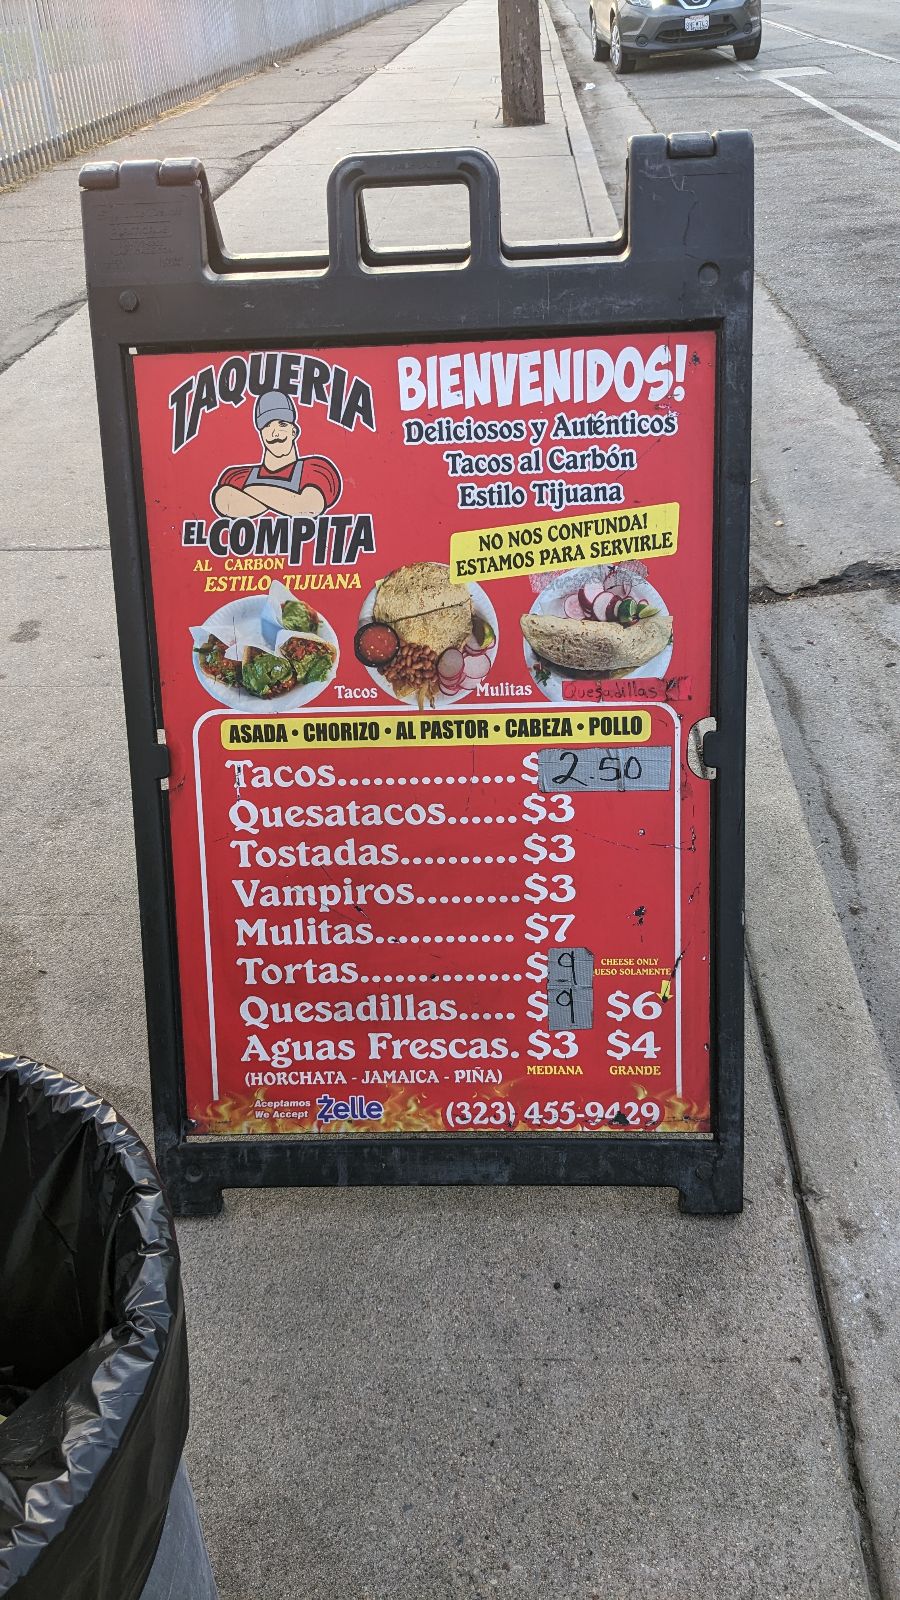 TAQUERIA
EL COMPITA
AL CARBON
ESTILO TIJUANA
BIENVENIDOS!
Deliciosos y Auténticos
Tacos al Carbón
Estilo Tijuana
NO NOS CONFUNDA!
ESTAMOS PARA SERVIRLE
Tacos
Mulitas
Quesadillas
ASADA • CHORIZO • AL PASTOR • CABEZA • POLLO
Tacos............... $ 2.50
Quesatacos...... $3
Tostadas.......... $3
Vampiros......... $3
Mulitas............ $7
Tortas.............. $9
CHEESE ONLY
UESO SOLAMENTE
Quesadillas..... $9 $6
Aguas Frescas. $3 $4
(HORCHATA - JAMAICA - PIÑA) MEDIANA GRANDE
Aceptamos
We Accept Zelle
(323) 455-9429